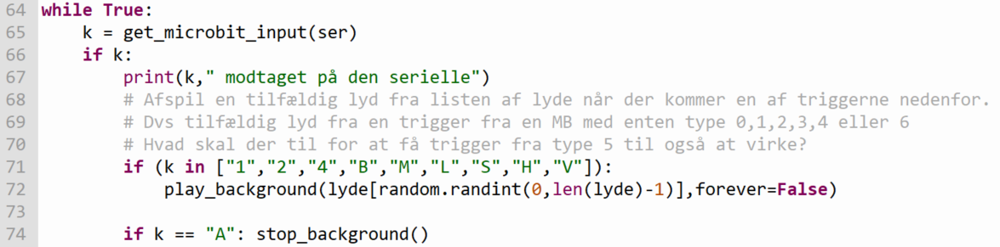 64 while True:
65     k = get_microbit_input(ser)
66     if k:
67         print(k," modtaget på den serielle")
68         # Afspil en tilfældig lyd fra listen af lyde når der kommer en af triggerne nedenfor.
69         # Dvs tilfældig lyd fra en trigger fra en MB med enten type 0,1,2,3,4 eller 6
70         # Hvad skal der til for at få trigger fra type 5 til også at virke?
71         if (k in ["1","2","4","B","M","L","S","H","V"]):
72             play_background(lyde[random.randint(0,len(lyde)-1)],forever=False)
73
74         if k == "A": stop_background()